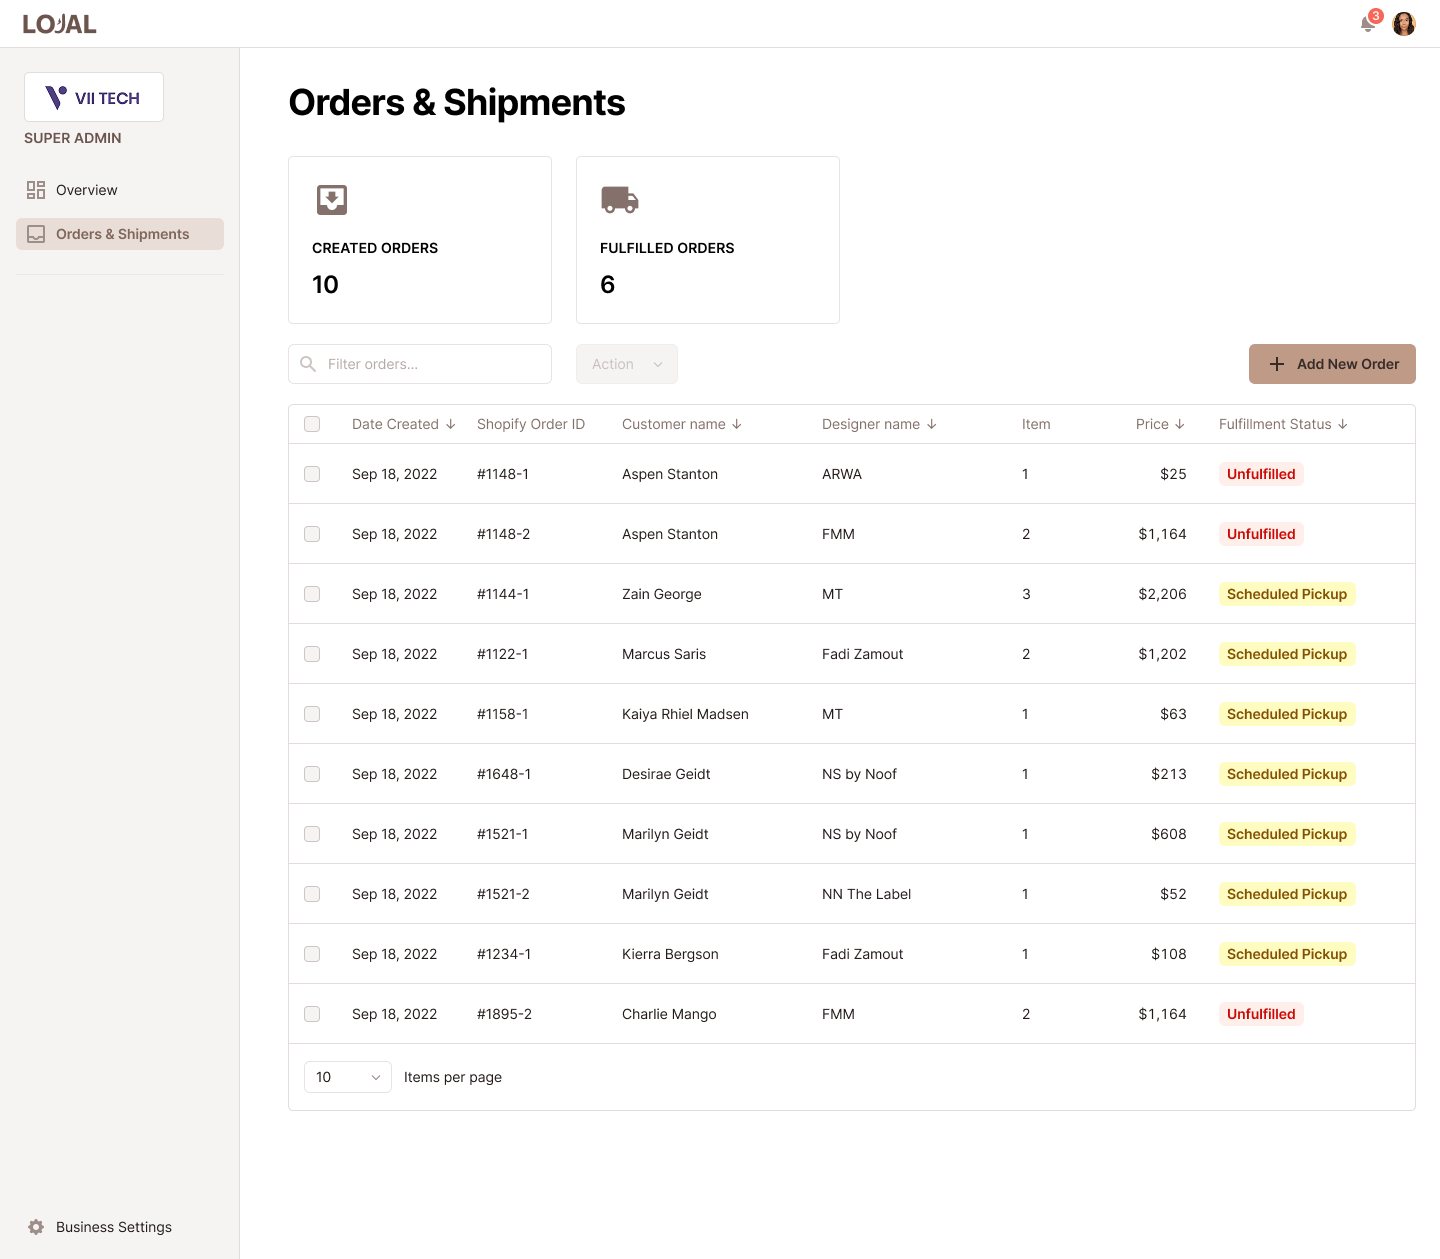 LOJAL
3
VII TECH
SUPER ADMIN
Overview
Orders & Shipments
Business Settings
Orders & Shipments
CREATED ORDERS
10
FULFILLED ORDERS
6
Filter orders...
Action
Add New Order
Date Created Shopify Order ID Customer name Designer name Item Price Fulfillment Status
Sep 18, 2022 #1148-1 Aspen Stanton ARWA 1 $25 Unfulfilled
Sep 18, 2022 #1148-2 Aspen Stanton FMM 2 $1,164 Unfulfilled
Sep 18, 2022 #1144-1 Zain George MT 3 $2,206 Scheduled Pickup
Sep 18, 2022 #1122-1 Marcus Saris Fadi Zamout 2 $1,202 Scheduled Pickup
Sep 18, 2022 #1158-1 Kaiya Rhiel Madsen MT 1 $63 Scheduled Pickup
Sep 18, 2022 #1648-1 Desirae Geidt NS by Noof 1 $213 Scheduled Pickup
Sep 18, 2022 #1521-1 Marilyn Geidt NS by Noof 1 $608 Scheduled Pickup
Sep 18, 2022 #1521-2 Marilyn Geidt NN The Label 1 $52 Scheduled Pickup
Sep 18, 2022 #1234-1 Kierra Bergson Fadi Zamout 1 $108 Scheduled Pickup
Sep 18, 2022 #1895-2 Charlie Mango FMM 2 $1,164 Unfulfilled
10 Items per page